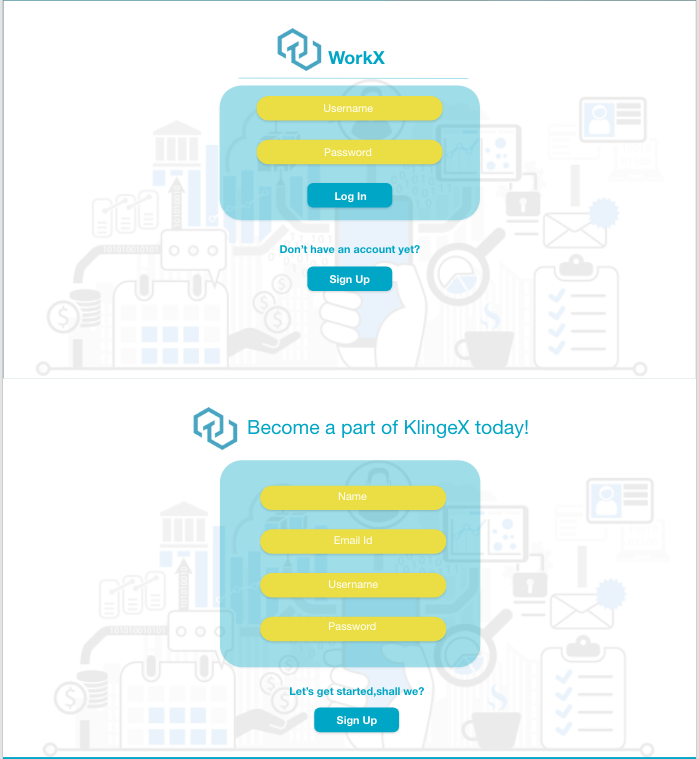 WorkX
Username
Password
Log In
Don't have an account yet?
Sign Up
Become a part of KlingeX today!
Name
Email Id
Username
Password
Let's get started,shall we?
Sign Up